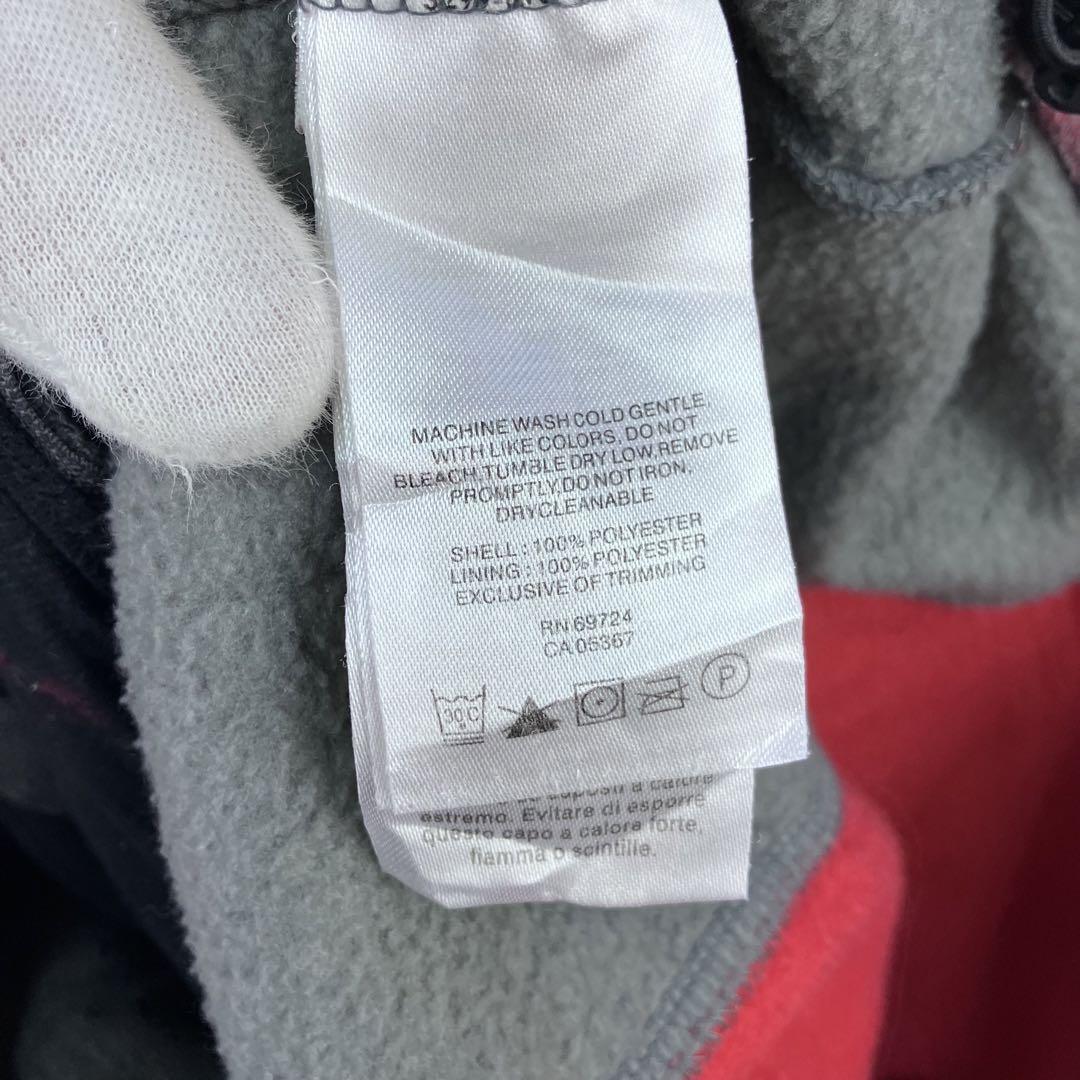 MACHINE WASH COLD GENTLE
WITH LIKE COLORS, DO NOT
BLEACH, TUMBLE DRY LOW, REMOVE
PROMPTLY,DO NOT IRON,
DRYCLEANABLE
SHELL : 100% POLYESTER
LINING : 100% POLYESTER
EXCLUSIVE OF TRIMMING
RN 69724
CA 05367
30°C P
esposti a calore
estremo. Evitare di esporre
questo capo a calore forte,
fiamma o scintille.